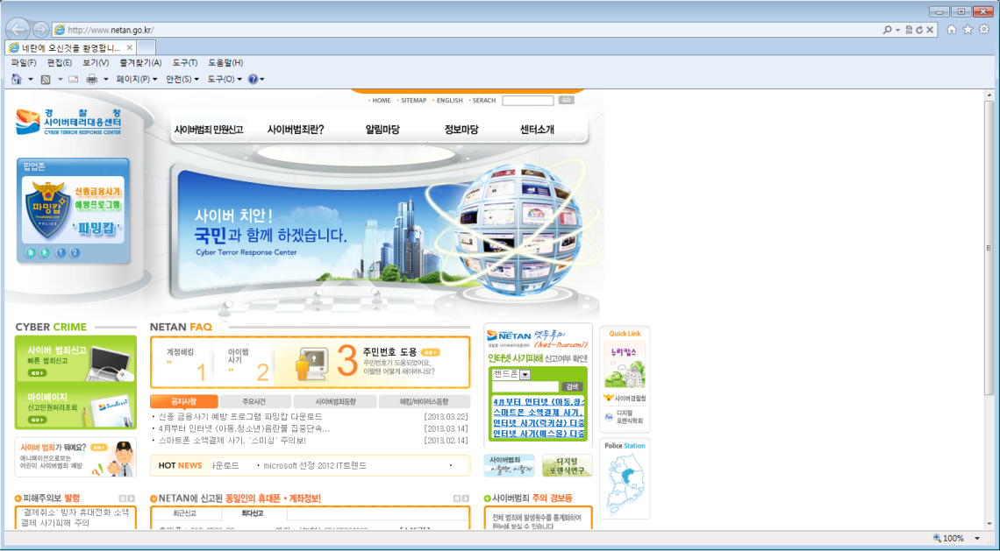 http://www.netan.go.kr/
네탄에 오신것을 환영합니...
파일(F) 편집(E) 보기(V) 즐겨찾기(A) 도구(T) 도움말(H)
페이지(P) 안전(S) 도구(O)
HOME SITEMAP ENGLISH SERACH GO
경찰청
사이버테러대응센터
CYBER TERROR RESPONSE CENTER
사이버범죄 민원신고 사이버범죄란? 알림마당 정보마당 센터소개
팝업존
신종금융사기
예방프로그램
파밍캅
POLICE
'파밍캅'
1 2
사이버 치안!
국민과 함께 하겠습니다.
Cyber Terror Response Center
CYBER CRIME
사이버 범죄신고
빠른 범죄신고
GO
마이페이지
신고민원처리조회
GO
사이버 범죄가 뭐예요? GO
애니메이션으로보는
어린이 사이버범죄 예방
NETAN FAQ
계정해킹
1
아이템
사기
2
3
주민번호 도용 GO
주민번호가 도용되었어요,
이럴땐 어떻게 해야하나요?
공지사항 주요사건 사이버범죄동향 해킹/바이러스동향
신종 금융사기 예방 프로그램 파밍캅 다운로드 [2013.03.22]
4月부터 인터넷 (아동,청소년)음란물 집중단속... [2013.03.14]
스마트폰 소액결제 사기, '스미싱' 주의보! [2013.02.14]
HOT NEWS 운로드 microsoft 선정 2012 IT트렌드
NETAN 엿두루미
(Net-Durumi)
인터넷 사기피해 신고여부 확인!
핸드폰
검색
4月부터 인터넷 (아동,청
스마트폰 소액결제 사기,
인터넷 사기(럭키샵) 다중
인터넷 사기(예스몰) 다중
사이버범죄
이럴땐, 이렇게
디지털
포렌식연구
Quick Link
누리캅스
사이버경찰청
디지털
포렌식학회
Police Station
피해주의보 발령
'결제취소' 빙자 휴대전화 소액
결제 사기피해 주의
NETAN에 신고된 동일인의 휴대폰 • 계좌정보!
최근신고 최다신고
사이버범죄 주의 경보등
전체 범죄에 발생횟수를 통계화하여
한눈에 보실 수 있습니다
100%